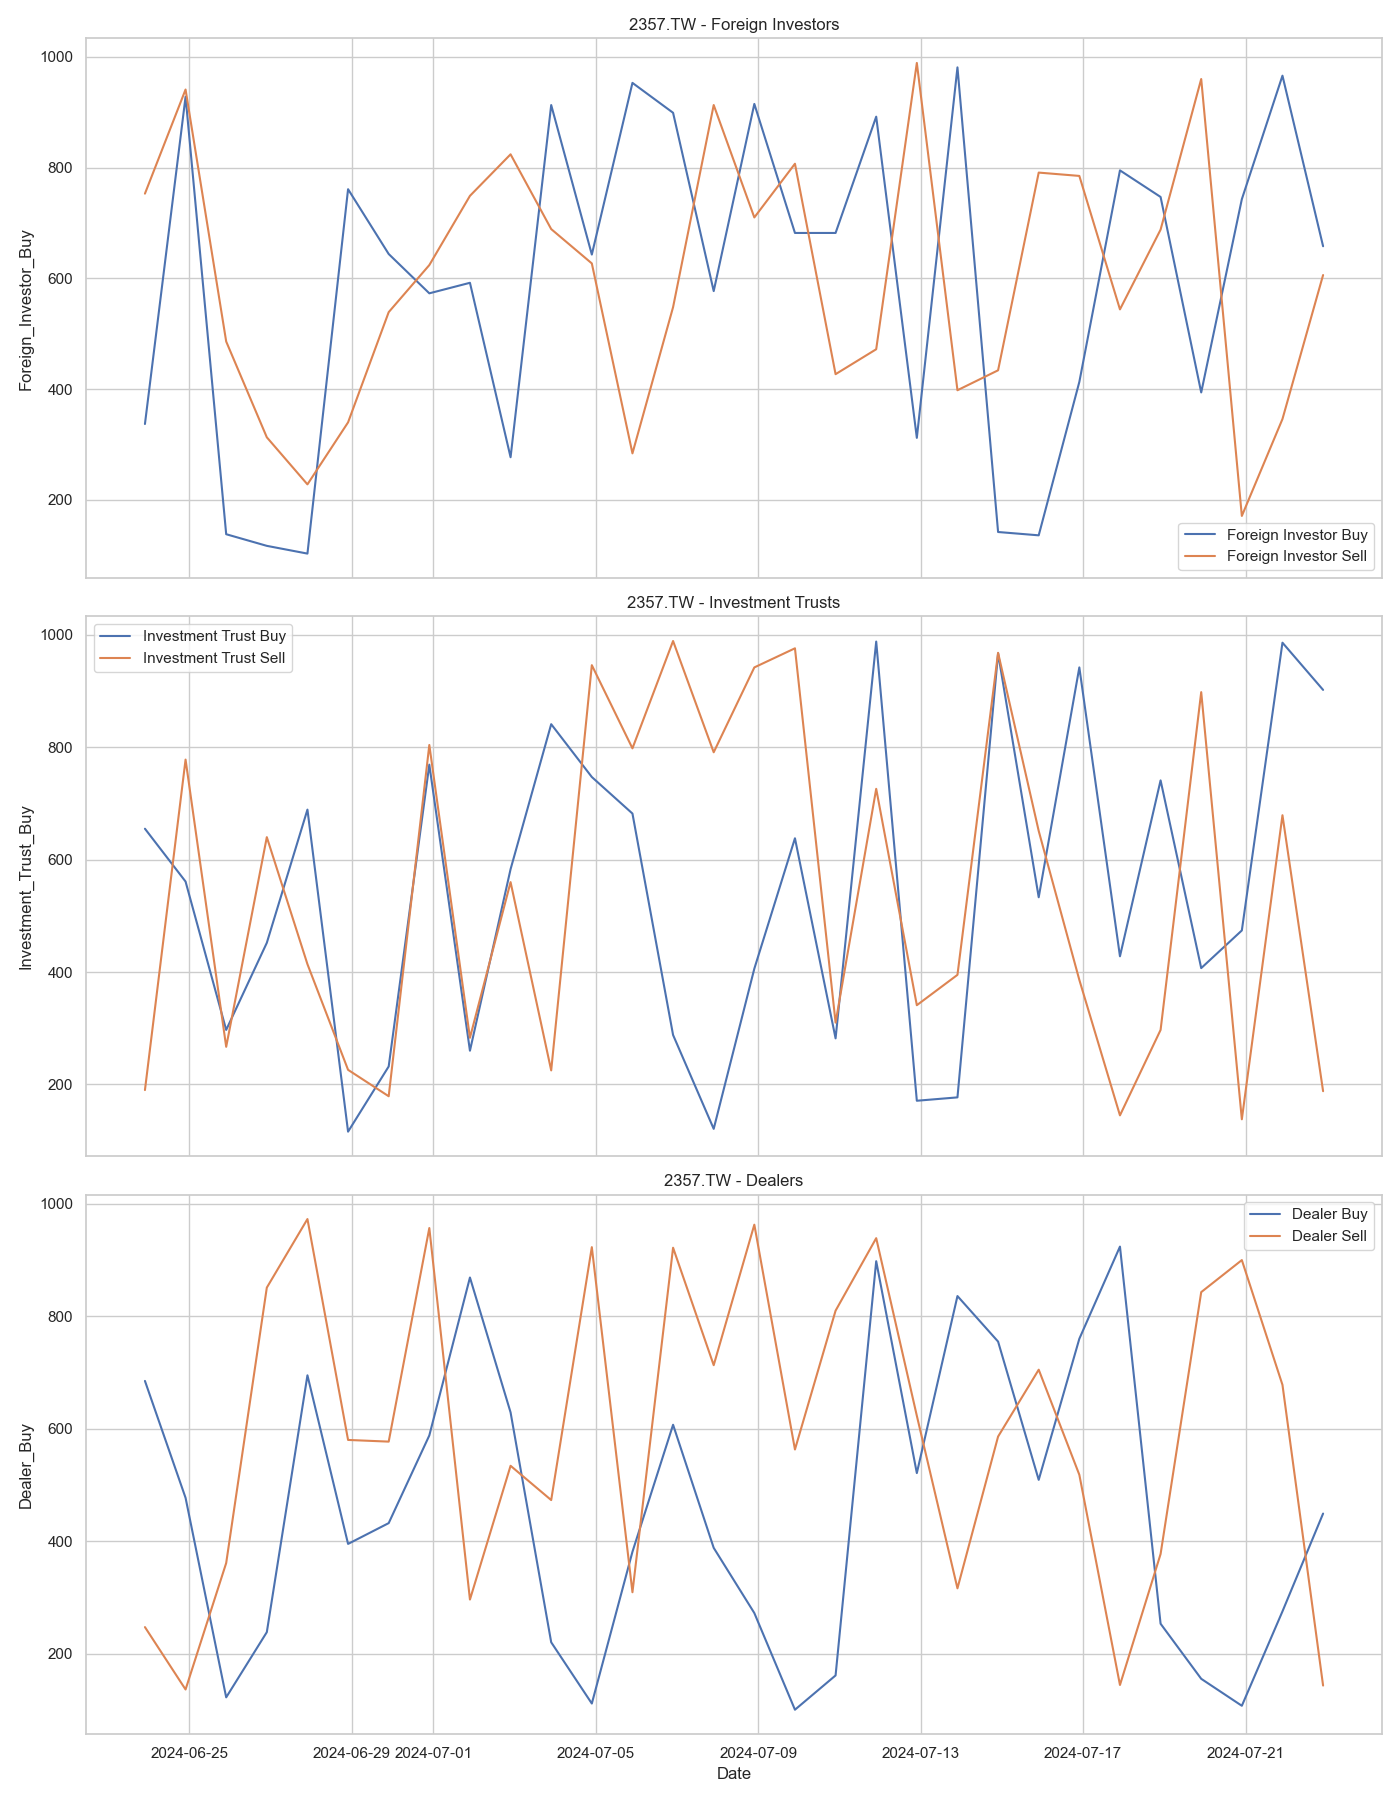 2357.TW - Foreign Investors
1000
800
600
400
200
Foreign_Investor_Buy
Foreign Investor Buy
Foreign Investor Sell
2357.TW - Investment Trusts
1000
800
600
400
200
Investment_Trust_Buy
Investment Trust Buy
Investment Trust Sell
2357.TW - Dealers
1000
800
600
400
200
Dealer_Buy
Dealer Buy
Dealer Sell
2024-06-25 2024-06-29 2024-07-01 2024-07-05 2024-07-09 2024-07-13 2024-07-17 2024-07-21
Date